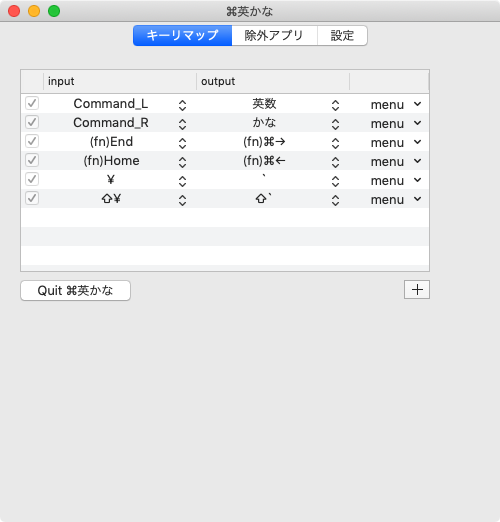 ⌘英かな
キーリマップ 除外アプリ 設定
input output
Command_L 英数 menu
Command_R かな menu
(fn)End (fn)⌘→ menu
(fn)Home (fn)⌘← menu
¥ ` menu
⇧¥ ⇧` menu
Quit ⌘英かな +